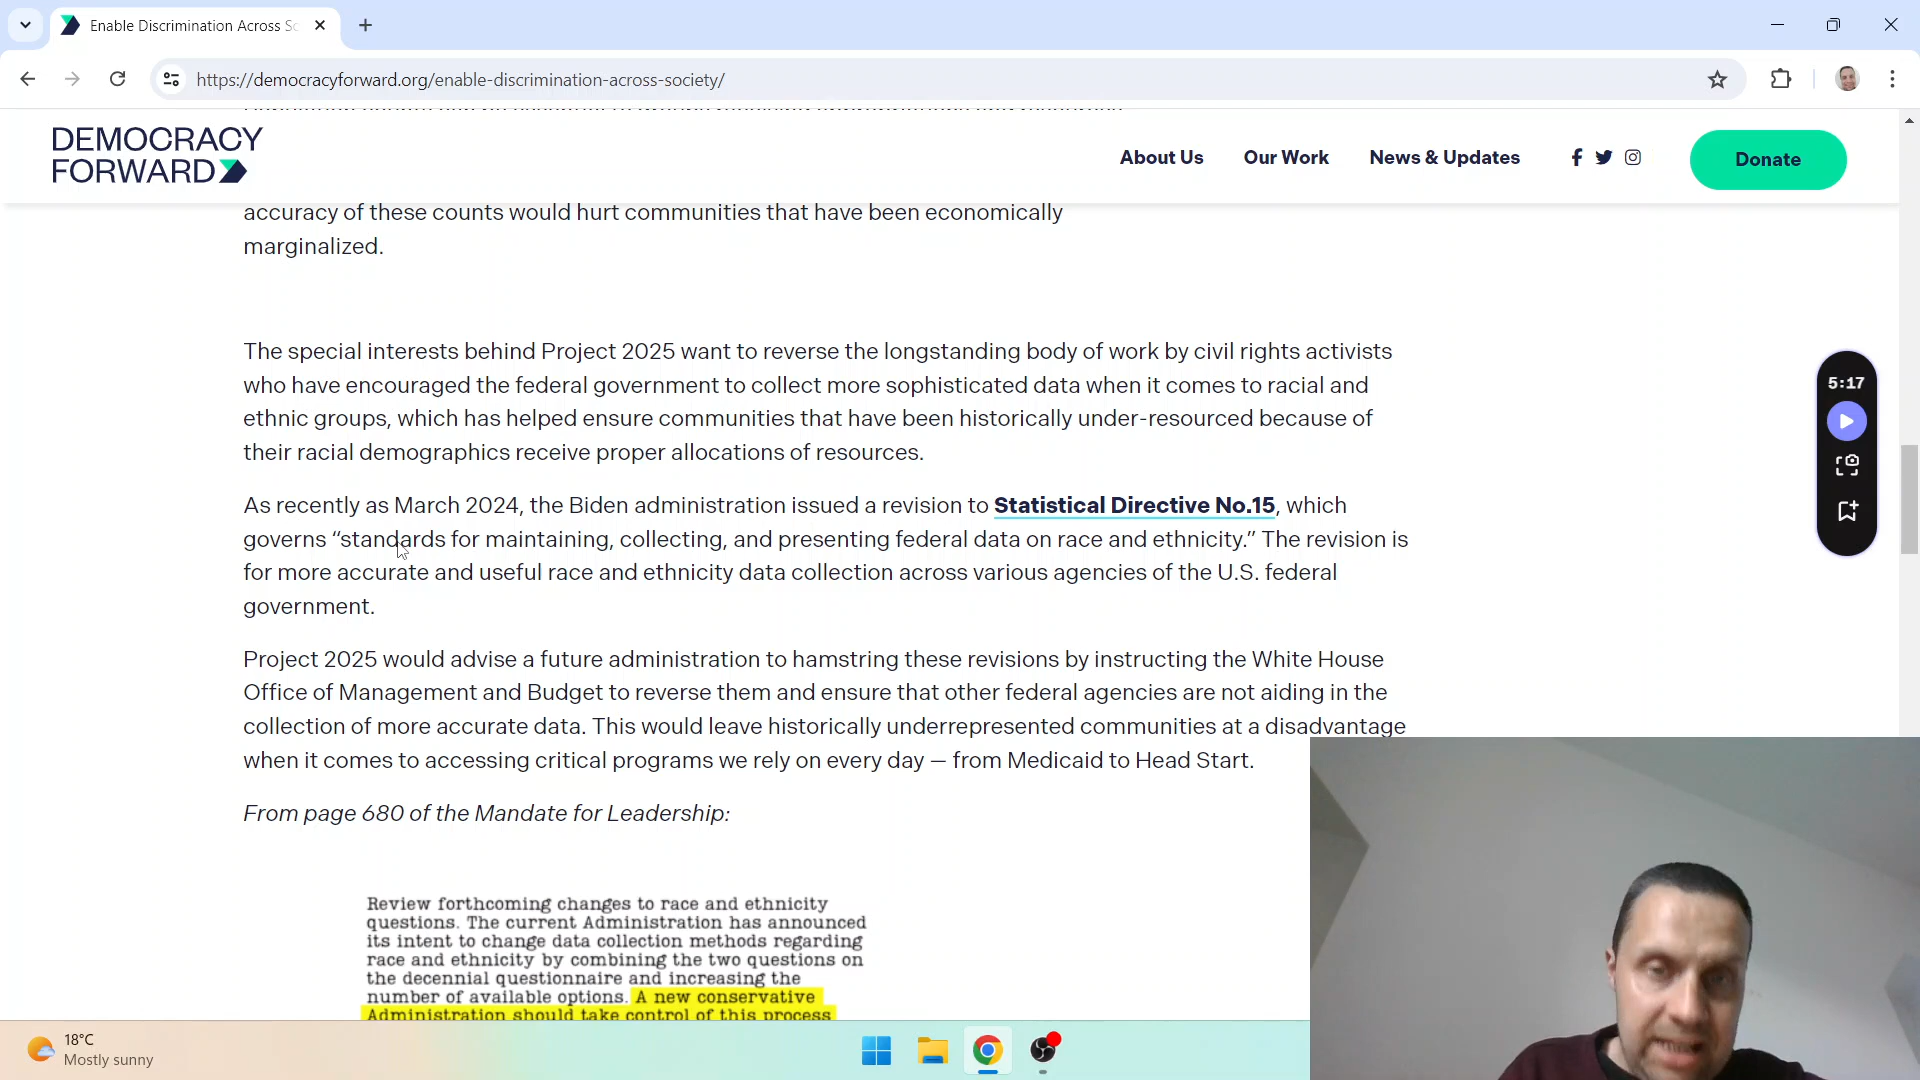 Enable Discrimination Across So
https://democracyforward.org/enable-discrimination-across-society/
DEMOCRACY
FORWARD
About Us
Our Work
News & Updates
Donate
accuracy of these counts would hurt communities that have been economically
marginalized.
The special interests behind Project 2025 want to reverse the longstanding body of work by civil rights activists
who have encouraged the federal government to collect more sophisticated data when it comes to racial and
ethnic groups, which has helped ensure communities that have been historically under-resourced because of
their racial demographics receive proper allocations of resources.
As recently as March 2024, the Biden administration issued a revision to Statistical Directive No.15, which
governs “standards for maintaining, collecting, and presenting federal data on race and ethnicity.” The revision is
for more accurate and useful race and ethnicity data collection across various agencies of the U.S. federal
government.
Project 2025 would advise a future administration to hamstring these revisions by instructing the White House
Office of Management and Budget to reverse them and ensure that other federal agencies are not aiding in the
collection of more accurate data. This would leave historically underrepresented communities at a disadvantage
when it comes to accessing critical programs we rely on every day — from Medicaid to Head Start.
From page 680 of the Mandate for Leadership:
Review forthcoming changes to race and ethnicity
questions. The current Administration has announced
its intent to change data collection methods regarding
race and ethnicity by combining the two questions on
the decennial questionnaire and increasing the
number of available options. A new conservative
Administration should take control of this process
5:17
18°C
Mostly sunny